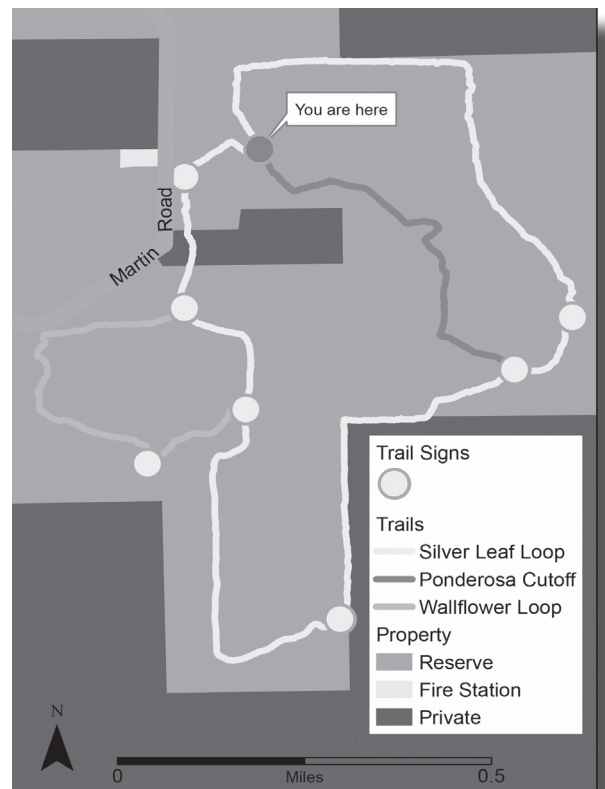 You are here
Martin Road
Trail Signs
Trails
Silver Leaf Loop
Ponderosa Cutoff
Wallflower Loop
Property
Reserve
Fire Station
Private
N
0
Miles
0.5